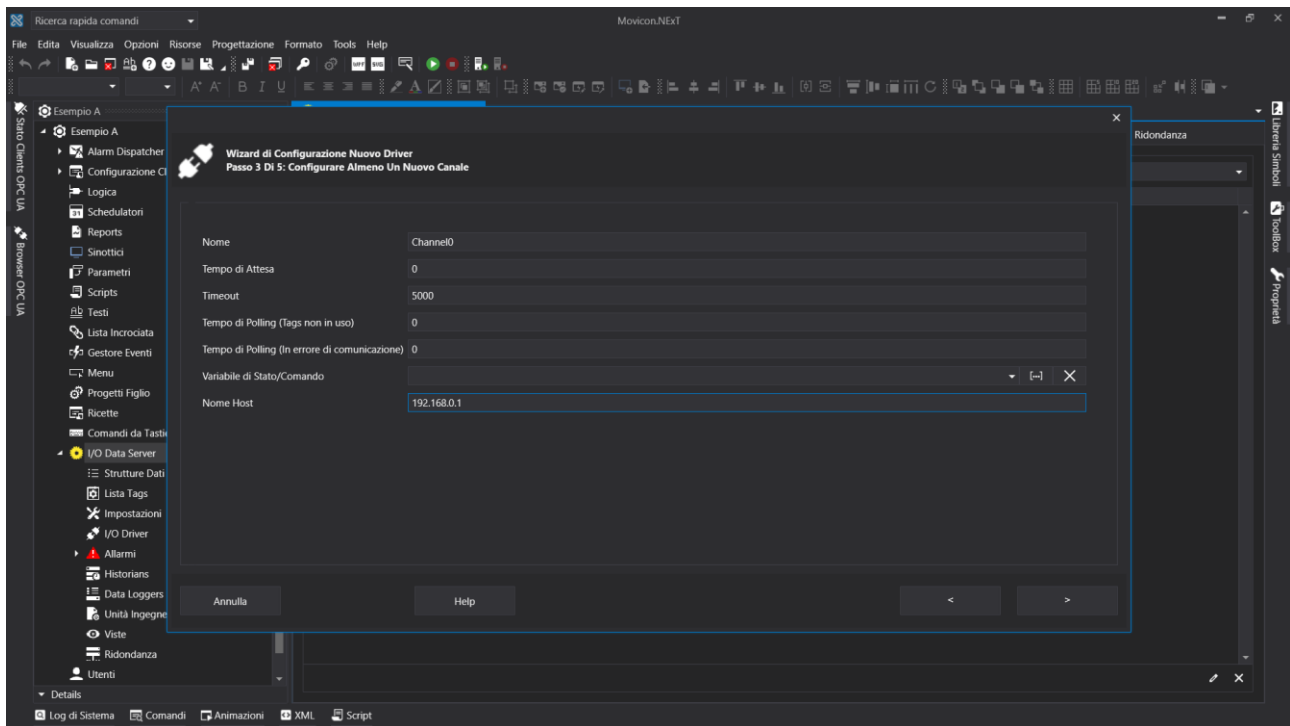 Ricerca rapida comandi
Movicon.NExT
File Edita Visualizza Opzioni Risorse Progettazione Formato Tools Help
Esempio A
Esempio A
Alarm Dispatcher
Configurazione Cl
Logica
Schedulatori
Reports
Sinottici
Parametri
Scripts
Testi
Lista Incrociata
Gestore Eventi
Menu
Progetti Figlio
Ricette
Comandi da Tastie
I/O Data Server
Strutture Dati
Lista Tags
Impostazioni
I/O Driver
Allarmi
Historians
Data Loggers
Unità Ingegne
Viste
Ridondanza
Utenti
Details
Stato Clients OPC UA
Browser OPC UA
Wizard di Configurazione Nuovo Driver
Passo 3 Di 5: Configurare Almeno Un Nuovo Canale
Nome Channel0
Tempo di Attesa 0
Timeout 5000
Tempo di Polling (Tags non in uso) 0
Tempo di Polling (In errore di comunicazione) 0
Variabile di Stato/Comando
Nome Host 192.168.0.1
Annulla Help < >
Ridondanza
Libreria Simboli
ToolBox
Proprietà
Log di Sistema Comandi Animazioni XML Script